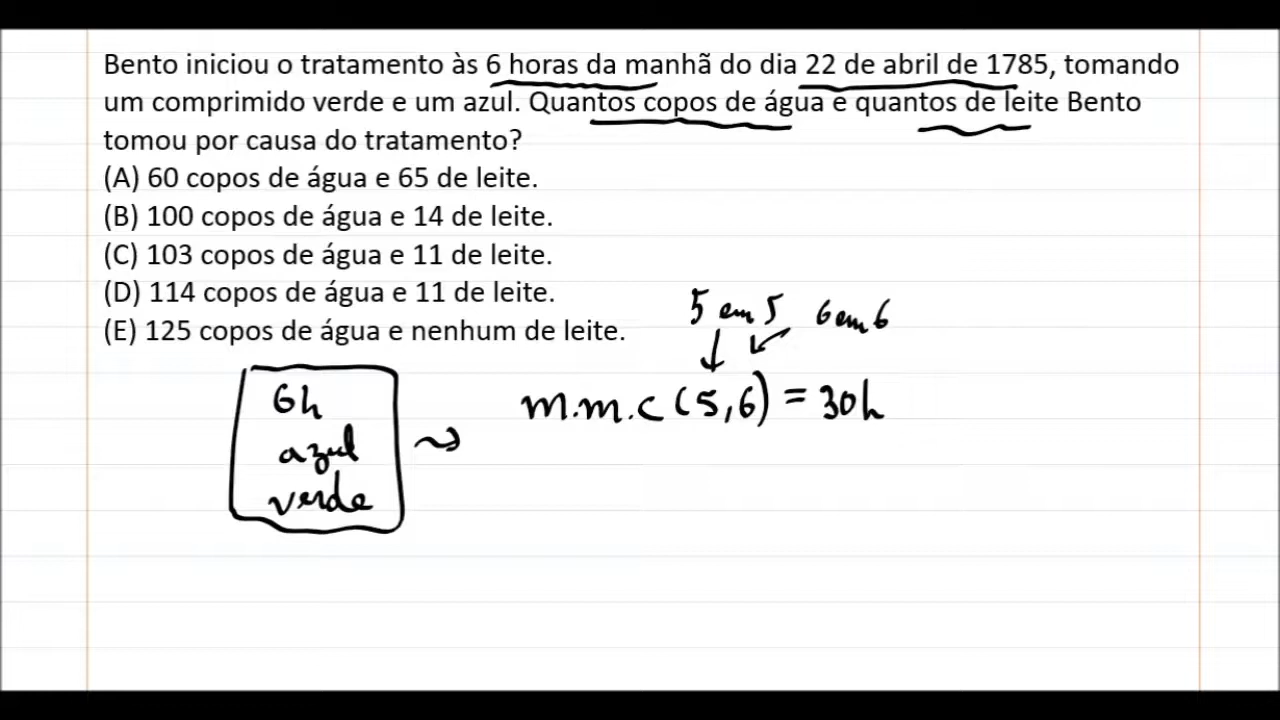 Bento iniciou o tratamento às 6 horas da manhã do dia 22 de abril de 1785, tomando
um comprimido verde e um azul. Quantos copos de água e quantos de leite Bento
tomou por causa do tratamento?
(A) 60 copos de água e 65 de leite.
(B) 100 copos de água e 14 de leite.
(C) 103 copos de água e 11 de leite.
(D) 114 copos de água e 11 de leite.
(E) 125 copos de água e nenhum de leite.
5 em 5 6 em 6
6h
azul
verde
m.m.c (5,6) = 30h